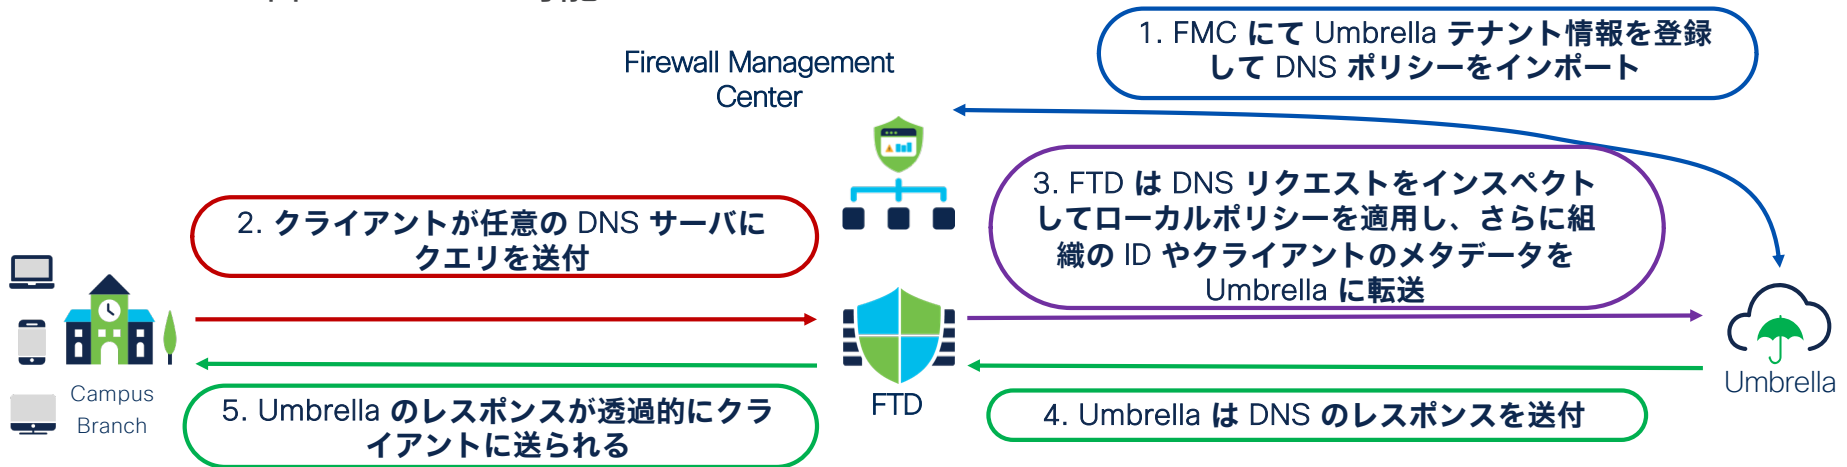 1. FMC にて Umbrella テナント情報を登録
して DNS ポリシーをインポート
Firewall Management
Center
2. クライアントが任意の DNS サーバに
クエリを送付
3. FTD は DNS リクエストをインスペクト
してローカルポリシーを適用し、さらに組
織の ID やクライアントのメタデータを
Umbrella に転送
Campus
Branch
FTD
Umbrella
4. Umbrella は DNS のレスポンスを送付
5. Umbrella のレスポンスが透過的にクラ
イアントに送られる